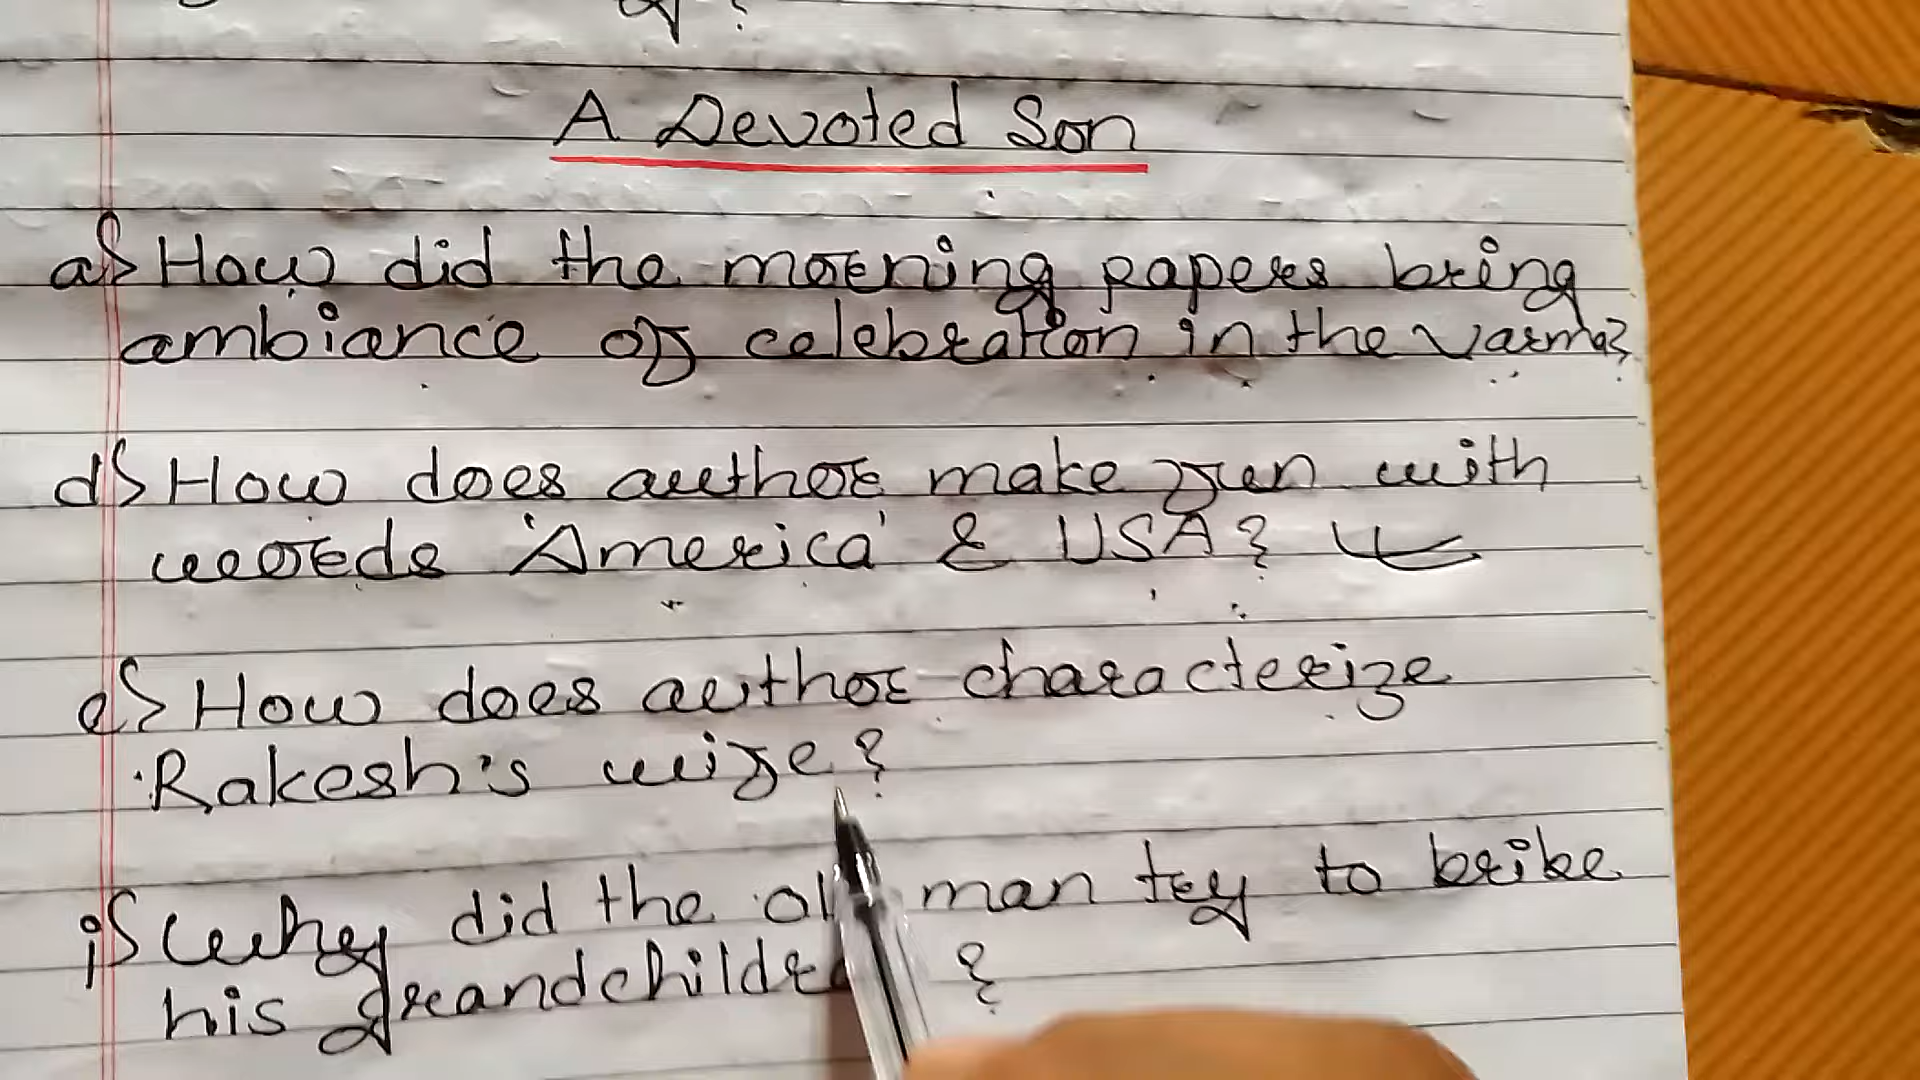 A Devoted Son
a) How did the morning papers bring
ambiance of celebration in the Varma?
d) How does author make fun with
words 'America' & USA?
e) How does author characterize
Rakesh's wife?
i) Why did the old man try to bribe
his grandchildren ?